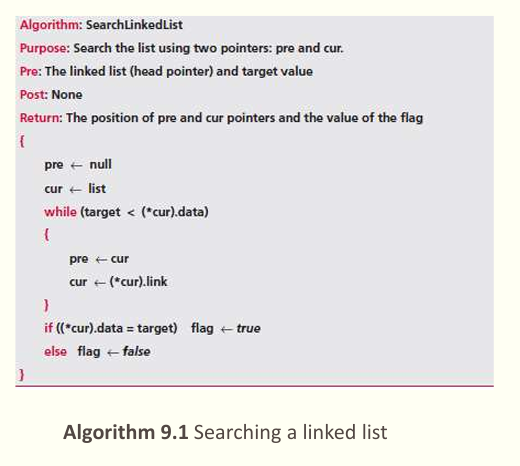 Algorithm: SearchLinkedList
Purpose: Search the list using two pointers: pre and cur.
Pre: The linked list (head pointer) and target value
Post: None
Return: The position of pre and cur pointers and the value of the flag
{
pre ← null
cur ← list
while (target < (*cur).data)
{
pre ← cur
cur ← (*cur).link
}
if ((*cur).data = target) flag ← true
else flag ← false
}
Algorithm 9.1 Searching a linked list